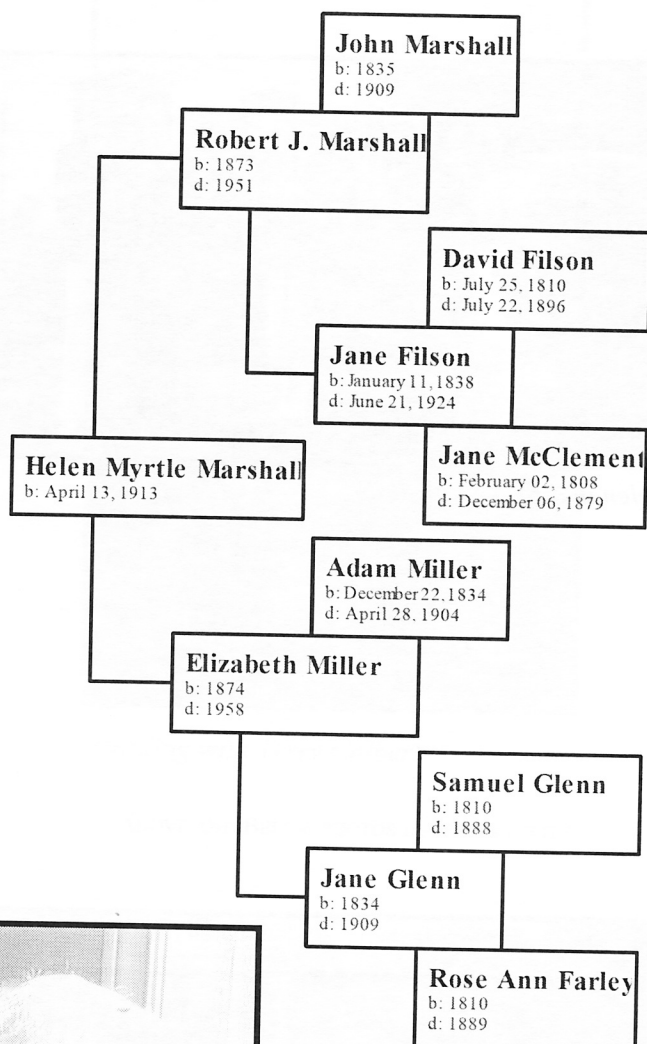 John Marshall
b: 1835
d: 1909
Robert J. Marshall
b: 1873
d: 1951
David Filson
b: July 25, 1810
d: July 22, 1896
Jane Filson
b: January 11, 1838
d: June 21, 1924
Jane McClement
b: February 02, 1808
d: December 06, 1879
Helen Myrtle Marshall
b: April 13, 1913
Adam Miller
b: December 22, 1834
d: April 28, 1904
Elizabeth Miller
b: 1874
d: 1958
Samuel Glenn
b: 1810
d: 1888
Jane Glenn
b: 1834
d: 1909
Rose Ann Farley
b: 1810
d: 1889